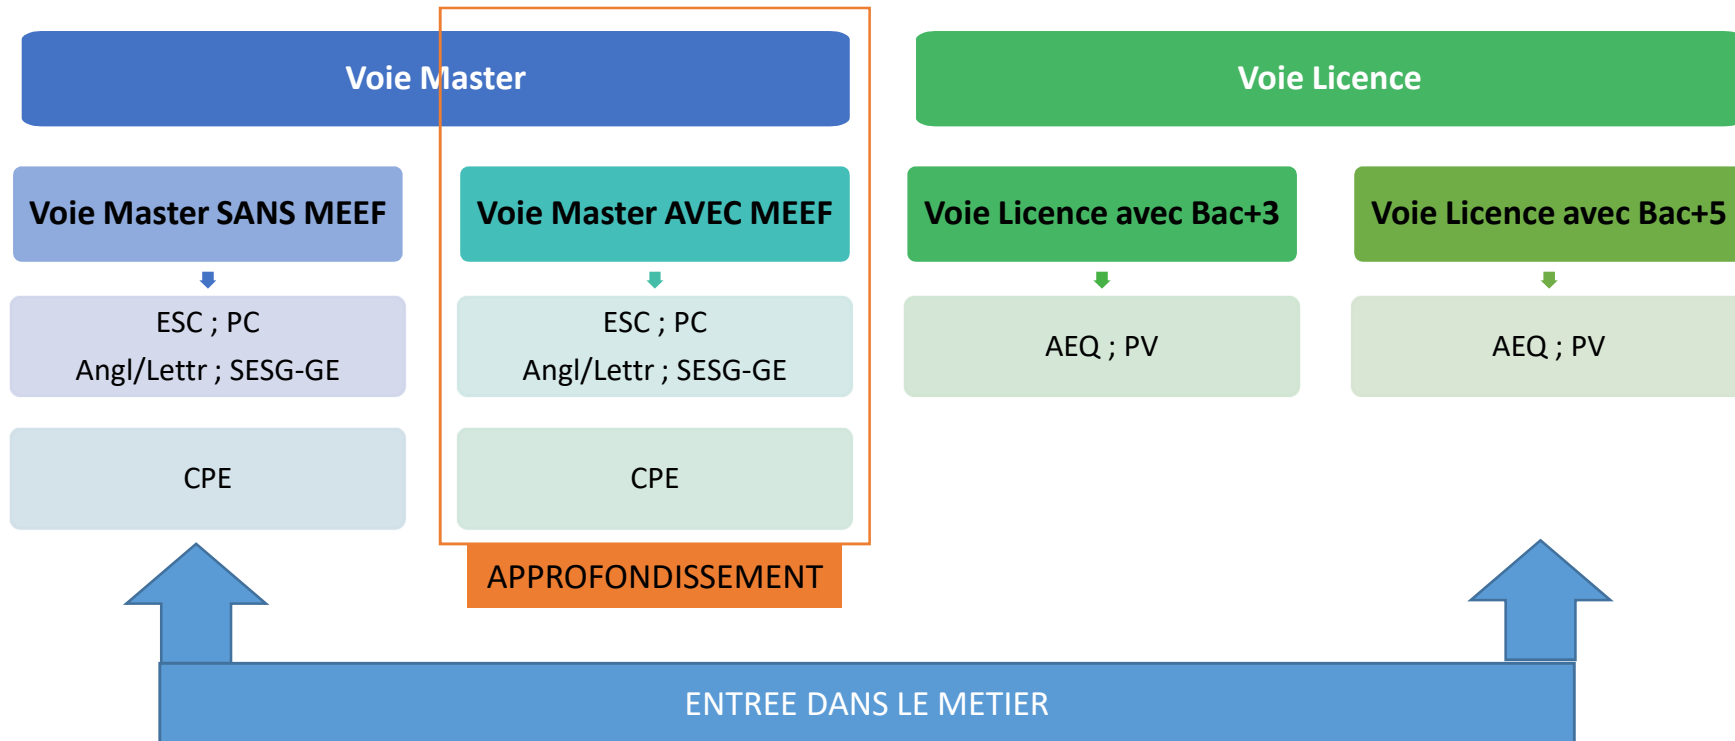 Voie Master
Voie Licence
Voie Master SANS MEEF
Voie Master AVEC MEEF
Voie Licence avec Bac+3
Voie Licence avec Bac+5
ESC ; PC
Angl/Lettr ; SESG-GE
ESC ; PC
Angl/Lettr ; SESG-GE
AEQ ; PV
AEQ ; PV
CPE
CPE
APPROFONDISSEMENT
ENTREE DANS LE METIER